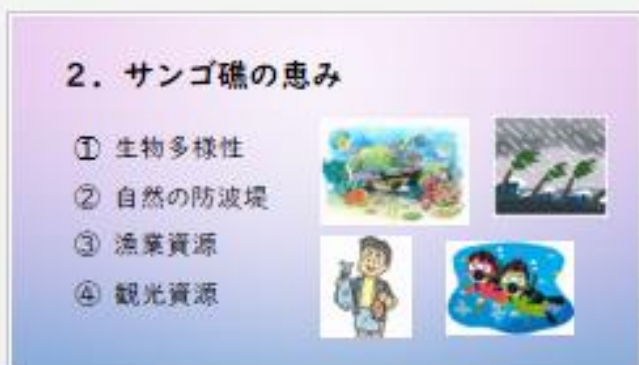 2．サンゴ礁の恵み
① 生物多様性
② 自然の防波堤
③ 漁業資源
④ 観光資源